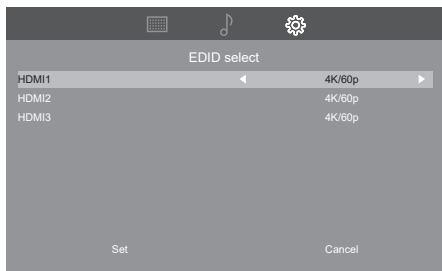 EDID select
HDMI1 4K/60p
HDMI2 4K/60p
HDMI3 4K/60p
Set Cancel